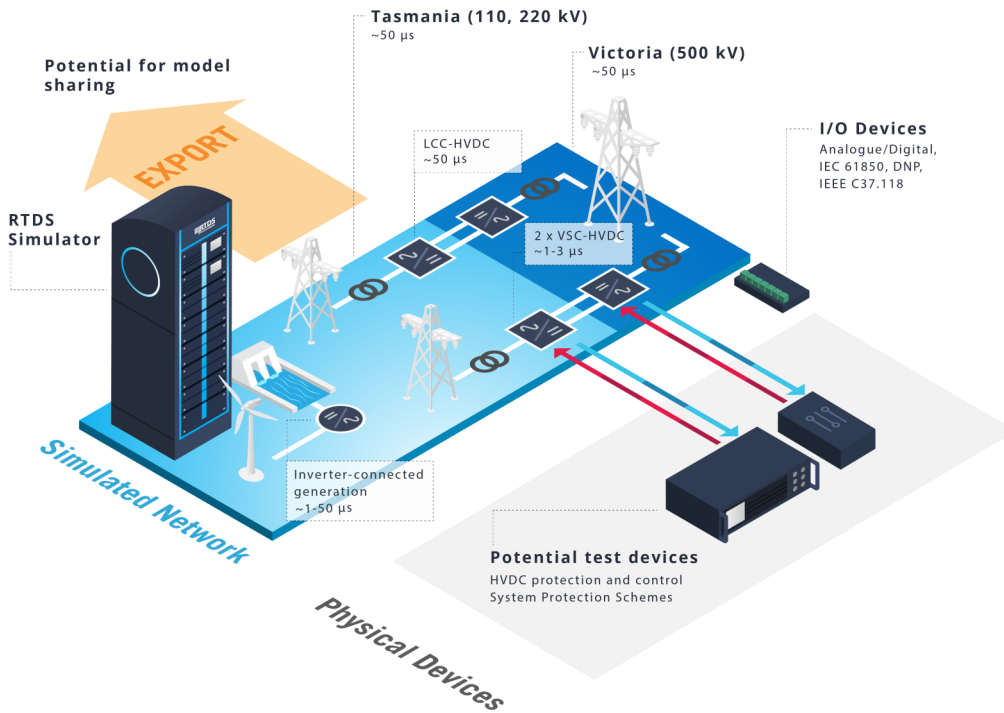 Tasmania (110, 220 kV)
~50 µs
Victoria (500 kV)
~50 µs
Potential for model
sharing
EXPORT
LCC-HVDC
~50 µs
I/O Devices
Analogue/Digital,
IEC 61850, DNP,
IEEE C37.118
RTDS
Simulator
RTDS
2 x VSC-HVDC
~1-3 µs
Inverter-connected
generation
~1-50 µs
Simulated Network
Potential test devices
HVDC protection and control
System Protection Schemes
Physical Devices